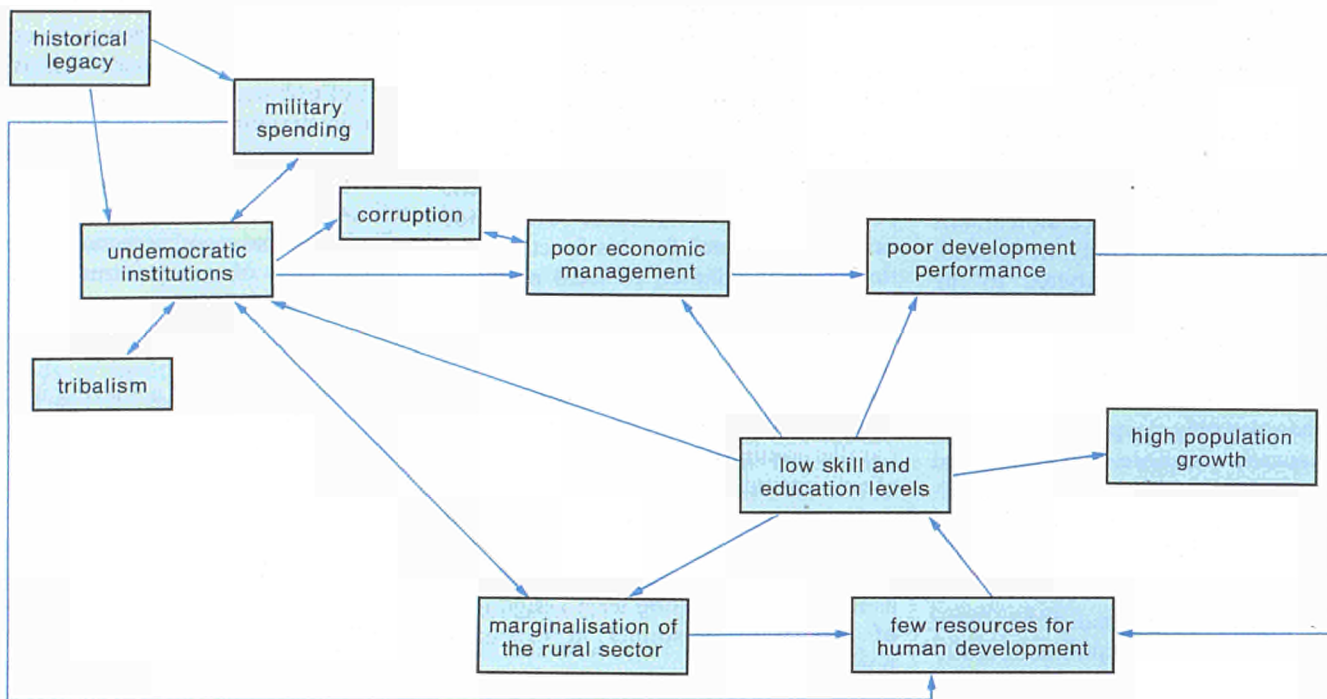 historical
legacy
military
spending
corruption
undemocratic
institutions
poor economic
management
poor development
performance
tribalism
high population
growth
low skill and
education levels
marginalisation of
the rural sector
few resources for
human development